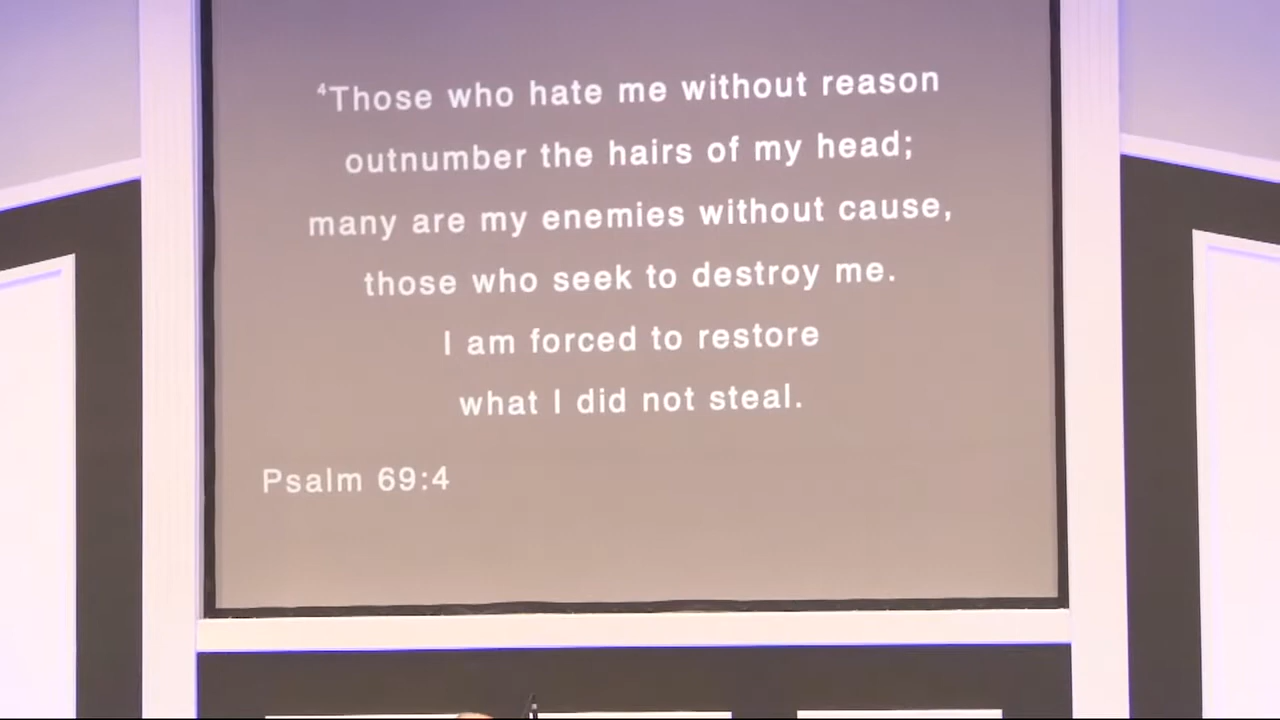 ⁴Those who hate me without reason
outnumber the hairs of my head;
many are my enemies without cause,
those who seek to destroy me.
I am forced to restore
what I did not steal.
Psalm 69:4